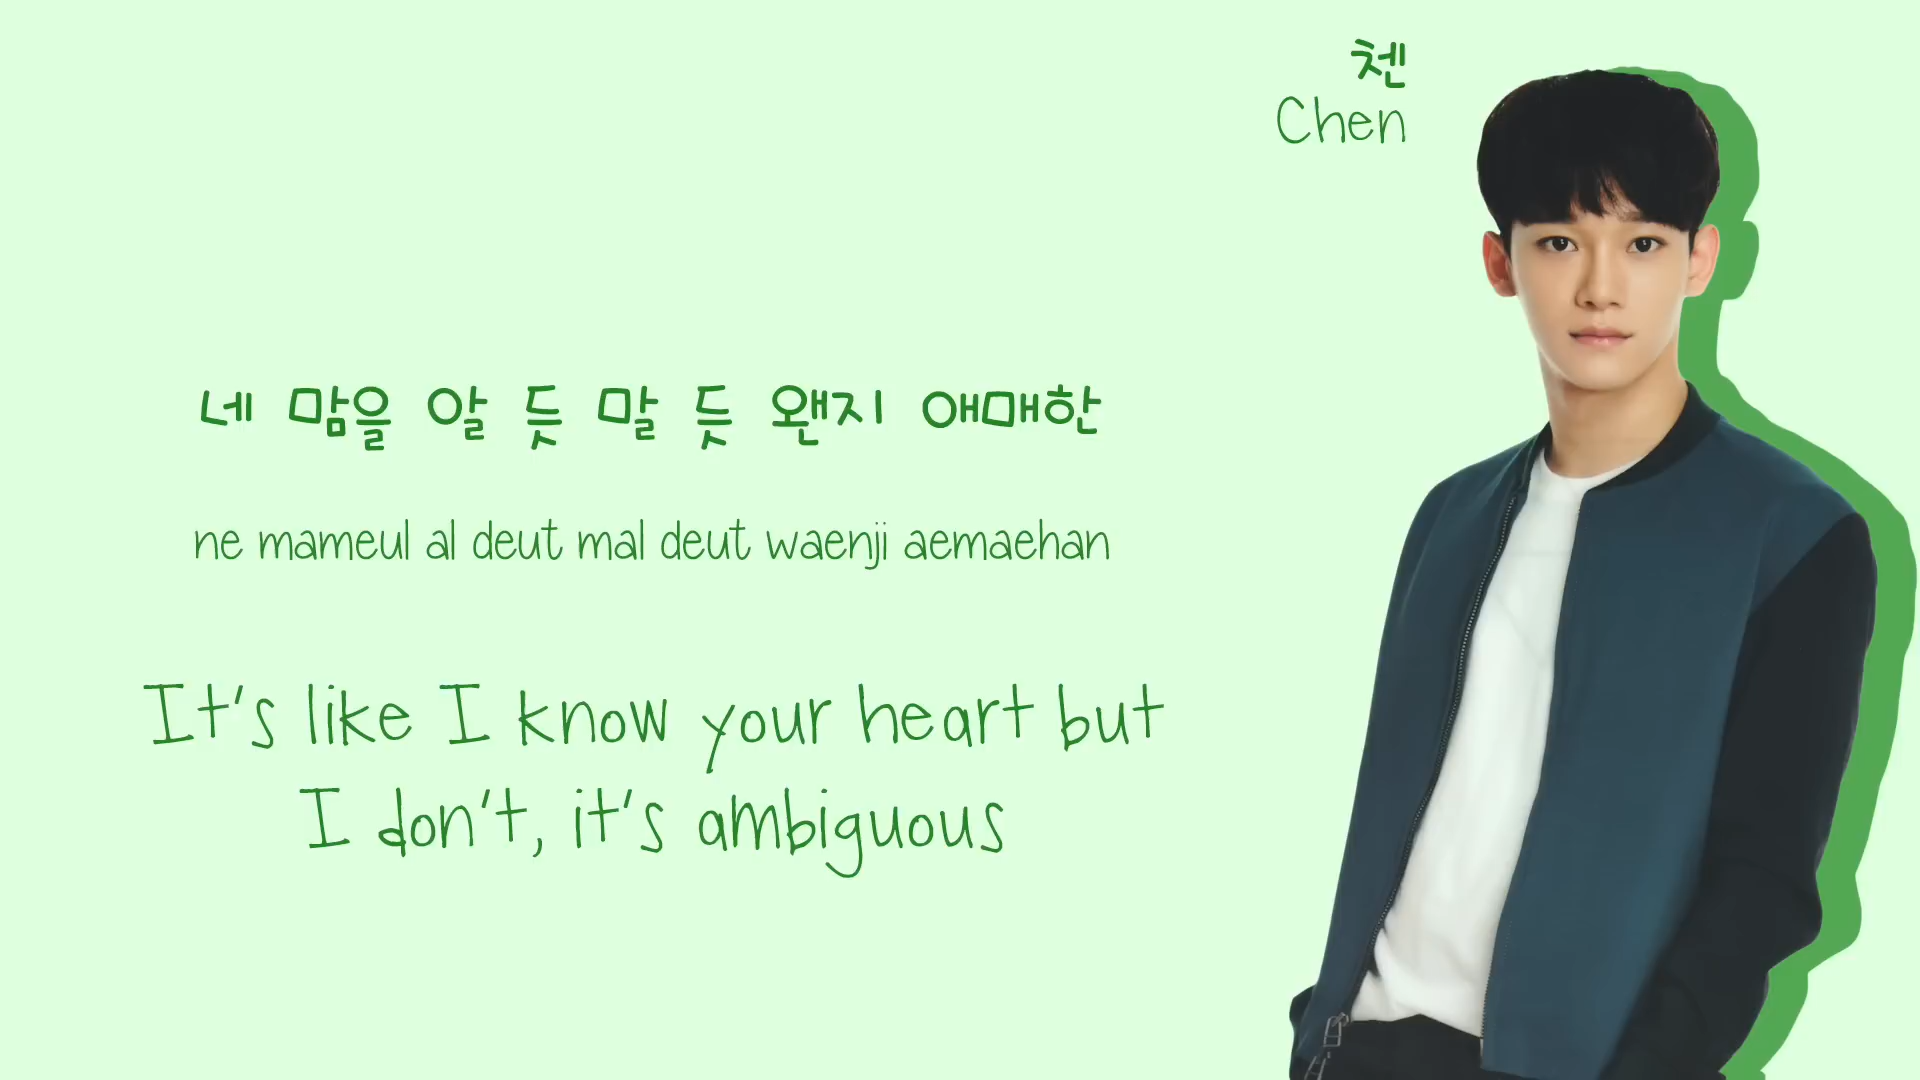 첸
Chen
네 맘을 알 듯 말 듯 왠지 애매한
ne mameul al deut mal deut waenji aemaehan
It's like I know your heart but
I don't, it's ambiguous